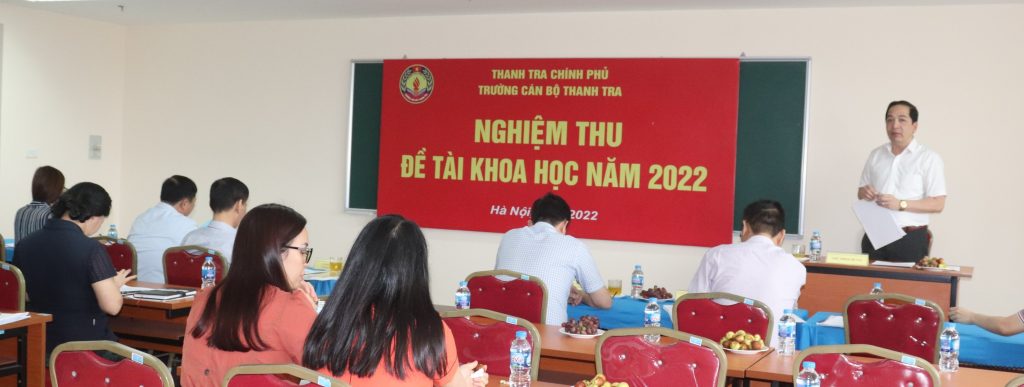 THANH TRA CHÍNH PHỦ
TRƯỜNG CÁN BỘ THANH TRA
NGHIỆM THU
ĐỀ TÀI KHOA HỌC NĂM 2022
Hà Nội, 2022